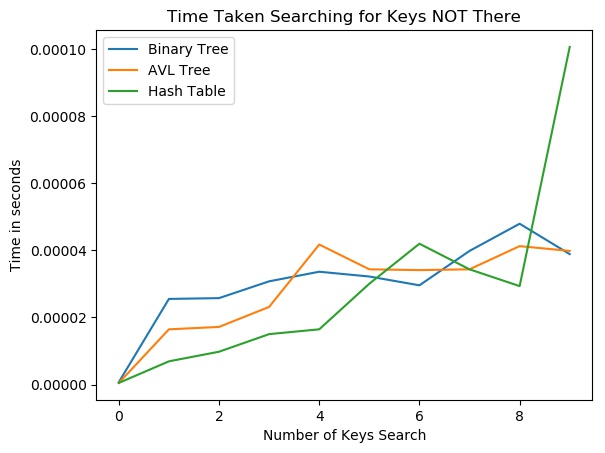 Time Taken Searching for Keys NOT There
Binary Tree
AVL Tree
Hash Table
Time in seconds
0.00010
0.00008
0.00006
0.00004
0.00002
0.00000
0 2 4 6 8
Number of Keys Search